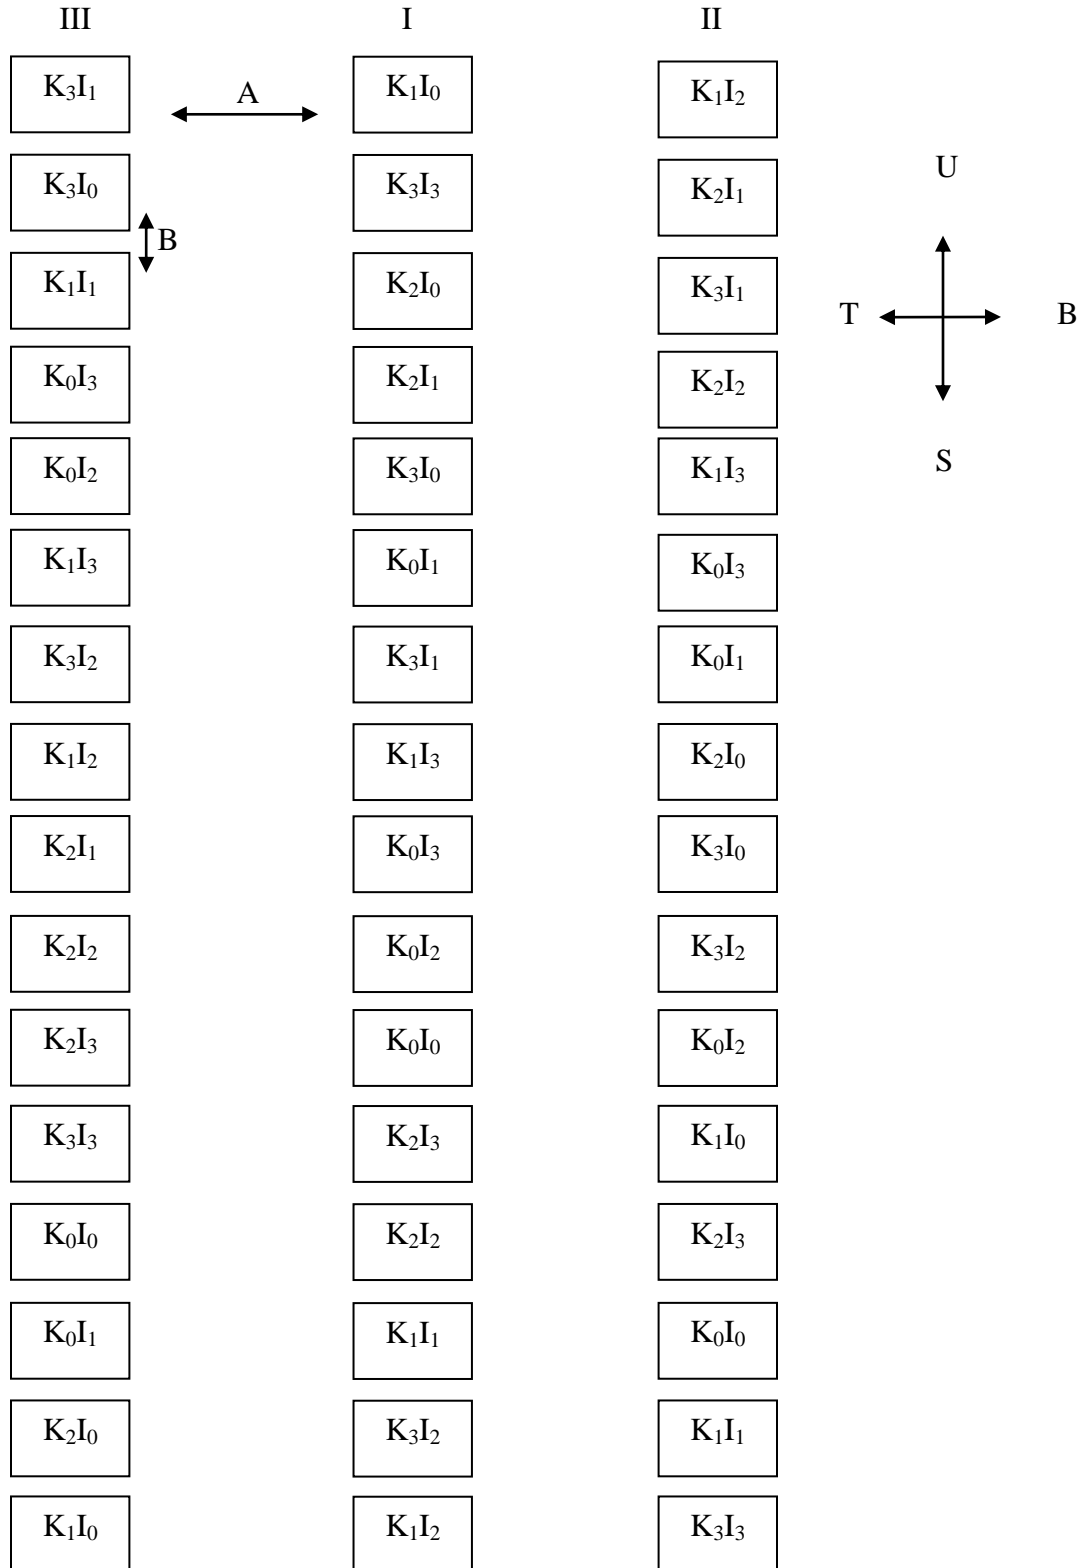 III I II
K₃I₁ A K₁I₀ K₁I₂
U
K₃I₀ K₃I₃ K₂I₁
B
K₁I₁ K₂I₀ K₃I₁ T B
K₀I₃ K₂I₁ K₂I₂
K₀I₂ K₃I₀ K₁I₃ S
K₁I₃ K₀I₁ K₀I₃
K₃I₂ K₃I₁ K₀I₁
K₁I₂ K₁I₃ K₂I₀
K₂I₁ K₀I₃ K₃I₀
K₂I₂ K₀I₂ K₃I₂
K₂I₃ K₀I₀ K₀I₂
K₃I₃ K₂I₃ K₁I₀
K₀I₀ K₂I₂ K₂I₃
K₀I₁ K₁I₁ K₀I₀
K₂I₀ K₃I₂ K₁I₁
K₁I₀ K₁I₂ K₃I₃